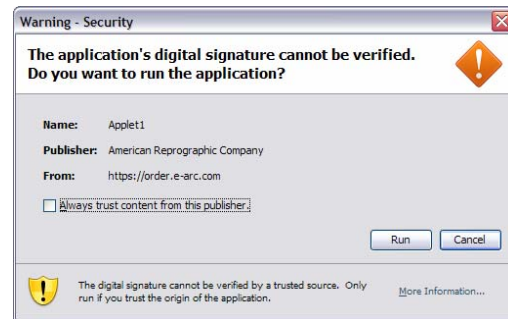 Warning - Security
The application's digital signature cannot be verified.
Do you want to run the application?
Name: Applet1
Publisher: American Reprographic Company
From: https://order.e-arc.com
Always trust content from this publisher.
Run Cancel
The digital signature cannot be verified by a trusted source. Only
run if you trust the origin of the application.
More Information...